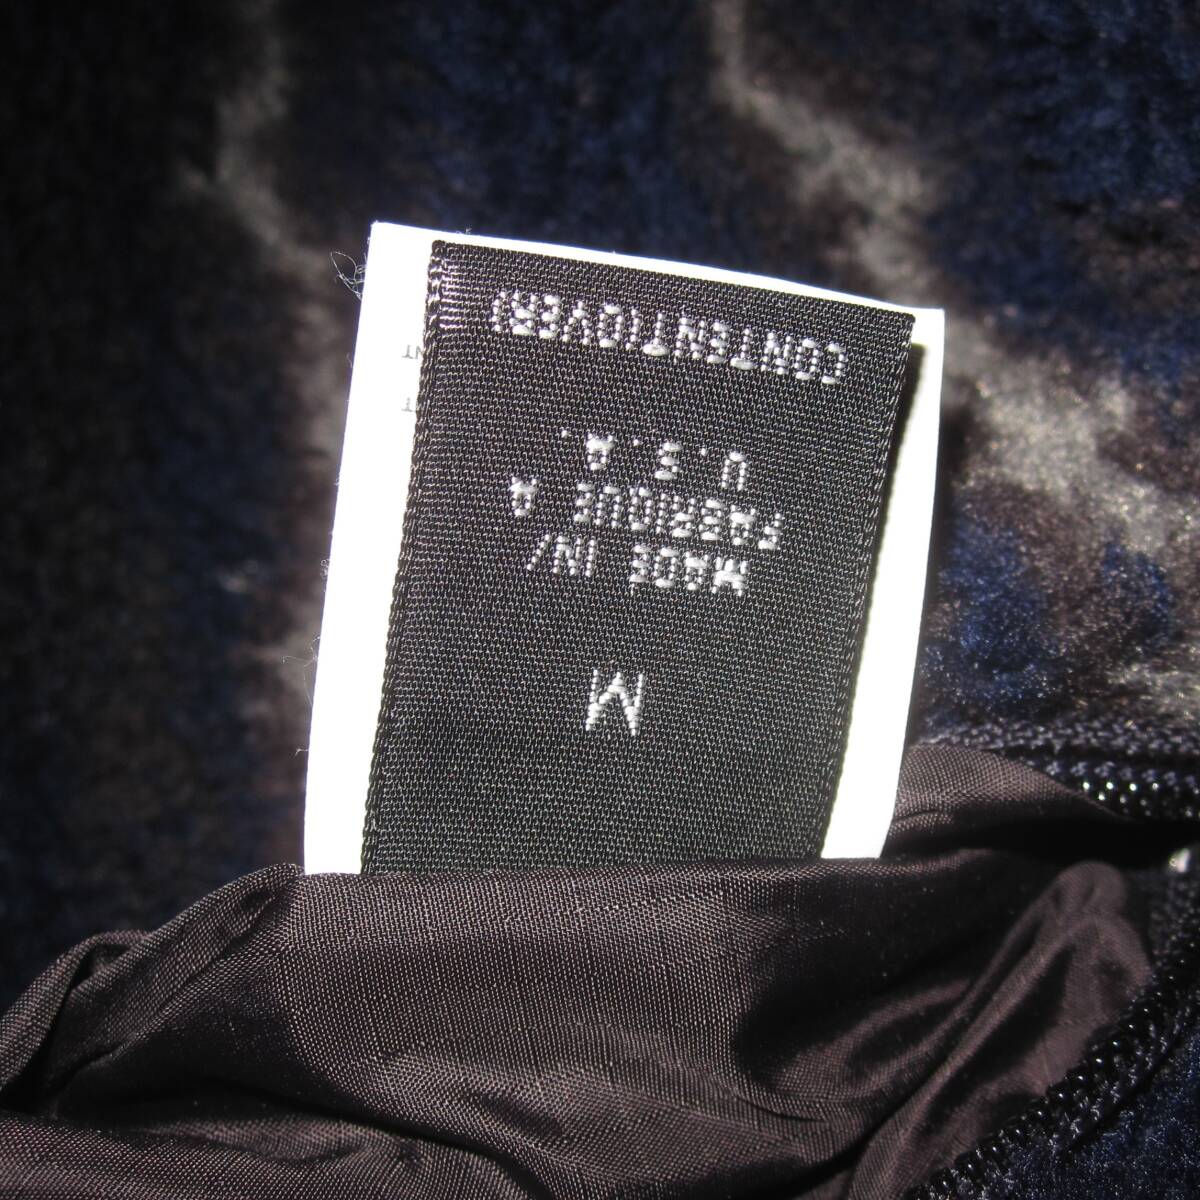 M
MADE IN/
FABRIQUE A
U.S.A.
CONTENT(OVER)